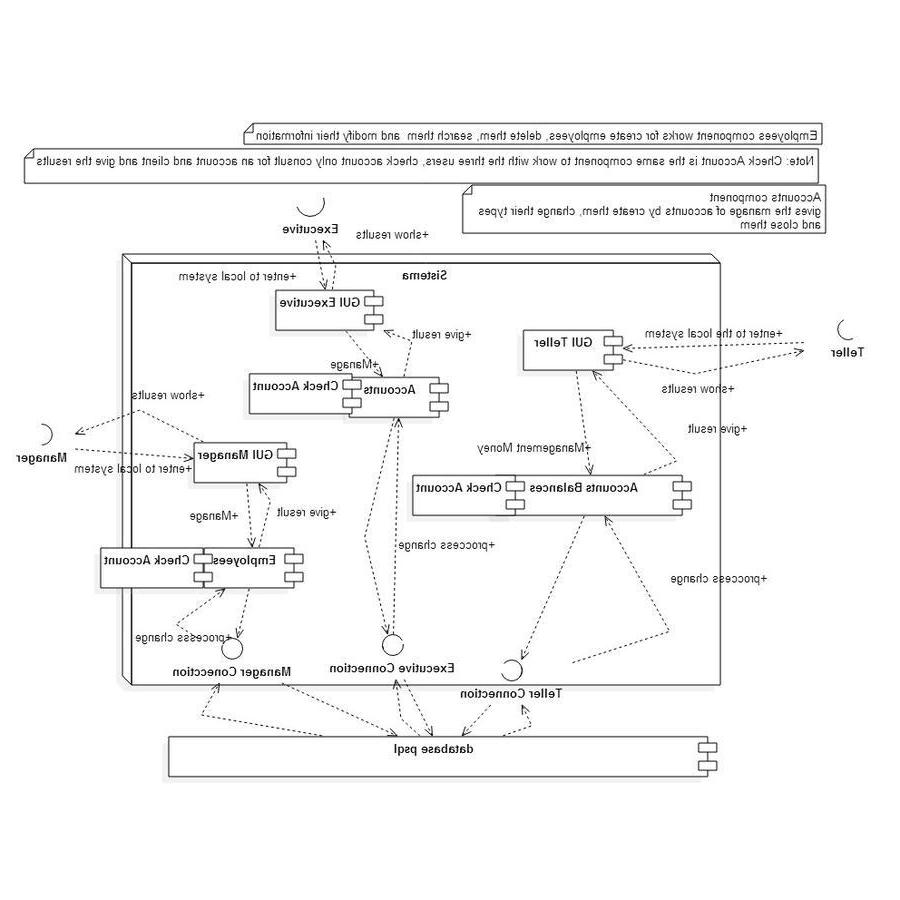 Employees component works for create employees, delete them, search them  and modify their information
Note: Check Account is the same component to work with the three users, check account only consult for an account and client and give the results
Accounts component
gives the manage of accounts by create them, change their types
and close them
Executive
+show results
Sistema
+enter to local system
GUI Executive
+enter to the local system
+give result
GUI Teller
Teller
+Manage
Check Account
Accounts
+show results
+show results
+give result
Manager
GUI Manager
+enter to local system
+Management Money
Accounts Balances
Check Account
+Manage
+give result
+proccess change
Employees
Check Account
+proccess change
+processs change
Executive Connection
Manager Conecction
Teller Connection
database psql